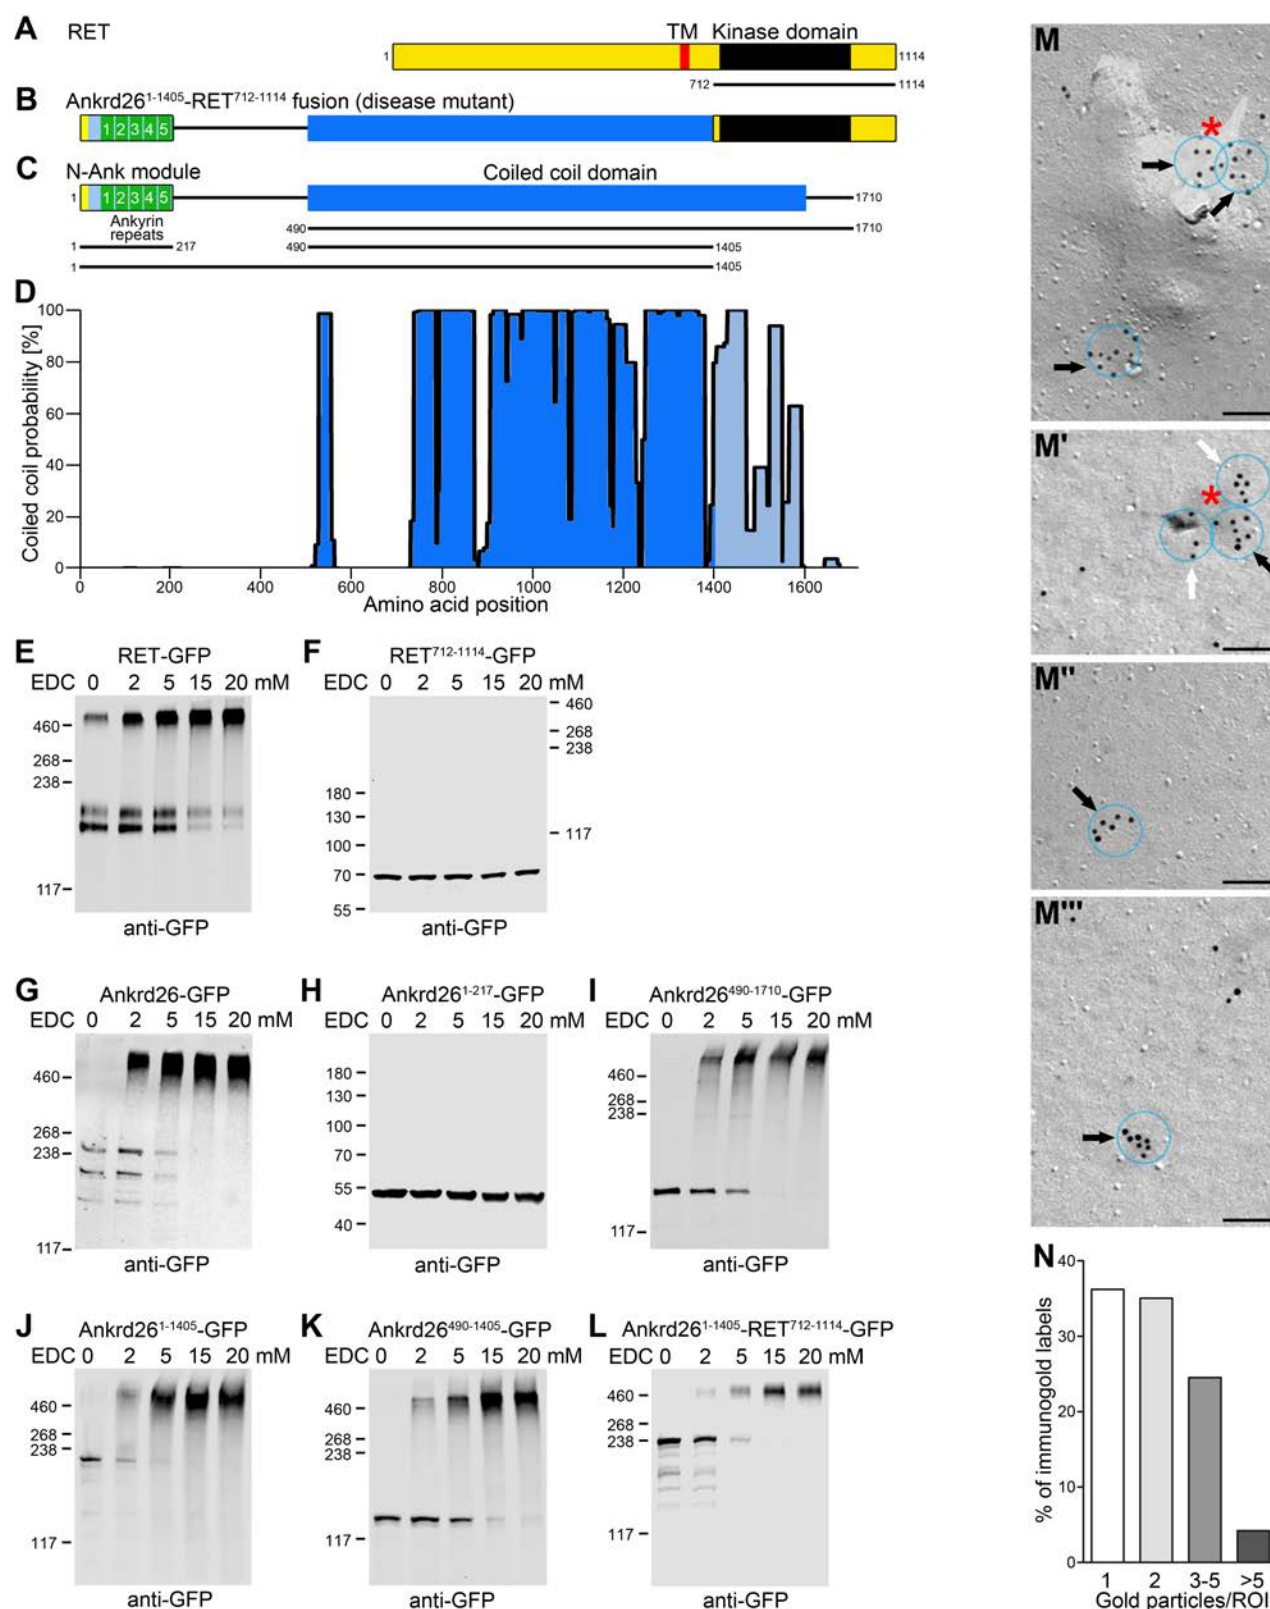 A RET
TM Kinase domain
1 1114
712 1114
B Ankrd26¹⁻¹⁴⁰⁵-RET⁷¹²⁻¹¹¹⁴ fusion (disease mutant)
1 2 3 4 5
C N-Ank module Coiled coil domain
1 1 2 3 4 5 1710
Ankyrin
repeats
490 1710
1 217 490 1405
1 1405
D
Coiled coil probability [%]
100
80
60
40
20
0
0 200 400 600 800 1000 1200 1400 1600
Amino acid position
E RET-GFP
EDC 0 2 5 15 20 mM
460
268
238
117
anti-GFP
F RET⁷¹²⁻¹¹¹⁴-GFP
EDC 0 2 5 15 20 mM
180
130
100
70
55
460
268
238
117
anti-GFP
G Ankrd26-GFP
EDC 0 2 5 15 20 mM
460
268
238
117
anti-GFP
H Ankrd26¹⁻²¹⁷-GFP
EDC 0 2 5 15 20 mM
180
130
100
70
55
40
anti-GFP
I Ankrd26⁴⁹⁰⁻¹⁷¹⁰-GFP
EDC 0 2 5 15 20 mM
460
268
238
117
anti-GFP
J Ankrd26¹⁻¹⁴⁰⁵-GFP
EDC 0 2 5 15 20 mM
460
268
238
117
anti-GFP
K Ankrd26⁴⁹⁰⁻¹⁴⁰⁵-GFP
EDC 0 2 5 15 20 mM
460
268
238
117
anti-GFP
L Ankrd26¹⁻¹⁴⁰⁵-RET⁷¹²⁻¹¹¹⁴-GFP
EDC 0 2 5 15 20 mM
460
268
238
117
anti-GFP
M
*
M'
*
M''
M'''
N
% of immunogold labels
40
30
20
10
0
1 2 3-5 >5
Gold particles/ROI